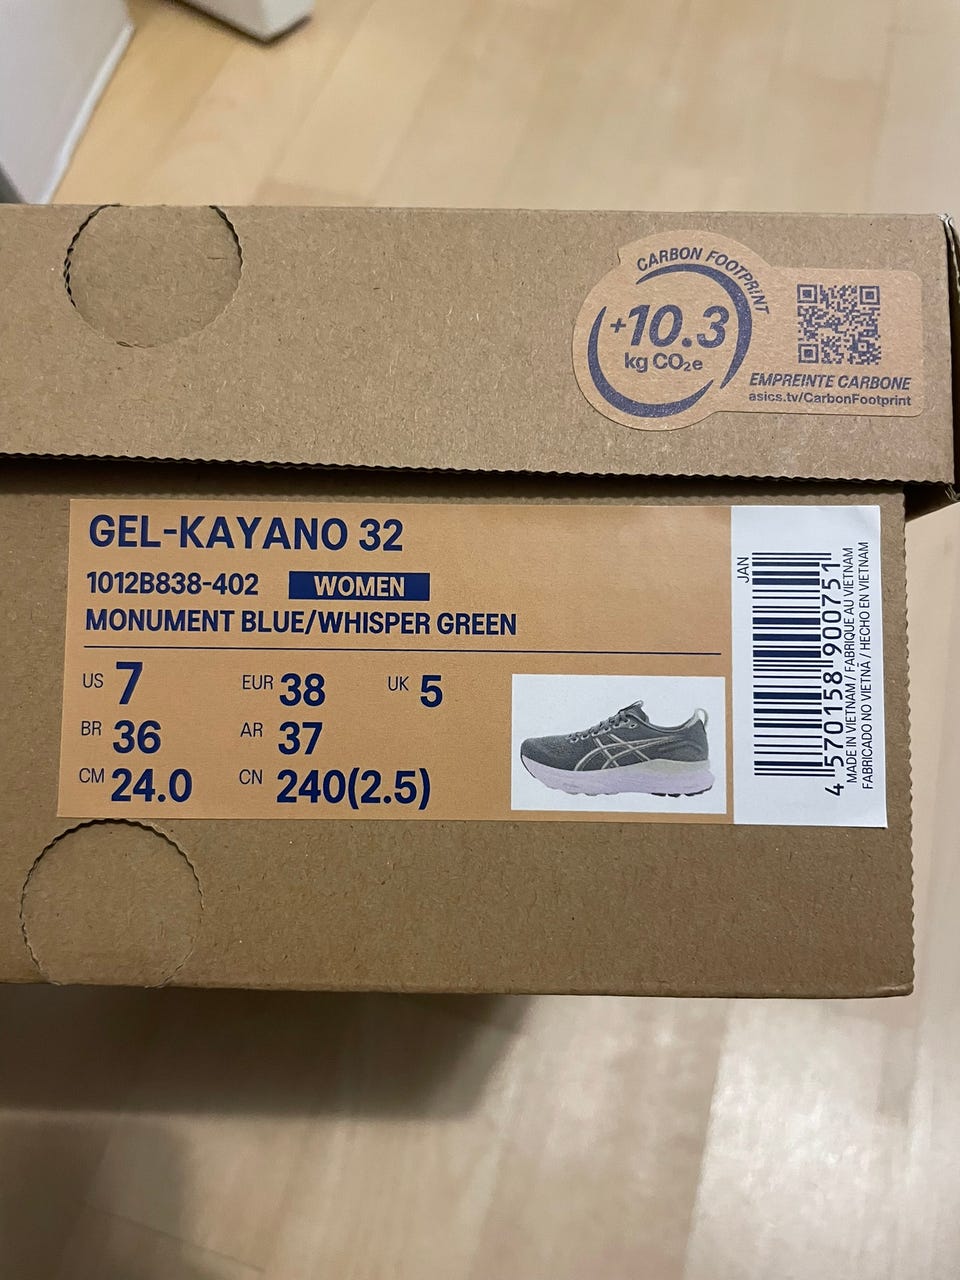 CARBON FOOTPRINT
+10.3
kg CO₂e
EMPREINTE CARBONE
asics.tv/CarbonFootprint
GEL-KAYANO 32
1012B838-402 WOMEN
MONUMENT BLUE/WHISPER GREEN
US 7 EUR 38 UK 5
BR 36 AR 37
CM 24.0 CN 240(2.5)
JAN
4 570158 900751
MADE IN VIETNAM / FABRIQUE AU VIETNAM
FABRICADO NO VIETNÃ / HECHO EN VIETNAM